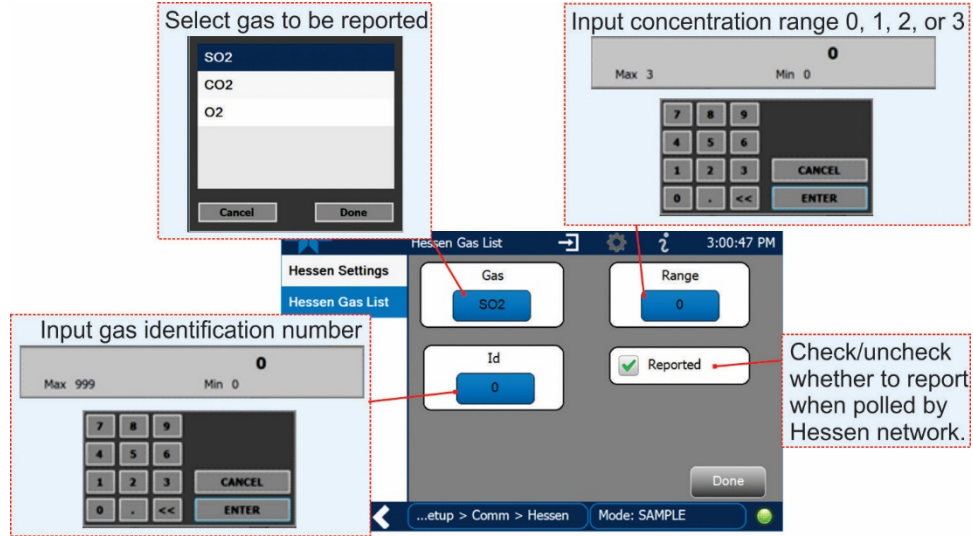 Select gas to be reported
SO2
CO2
O2
Cancel
Done
Input concentration range 0, 1, 2, or 3
0
Max 3
Min 0
7 8 9
4 5 6
1 2 3 CANCEL
0 . << ENTER
Hessen Gas List
3:00:47 PM
Hessen Settings
Hessen Gas List
Gas
SO2
Range
0
Input gas identification number
0
Max 999
Min 0
7 8 9
4 5 6
1 2 3 CANCEL
0 . << ENTER
Id
0
Reported
Check/uncheck
whether to report
when polled by
Hessen network.
Done
...etup > Comm > Hessen
Mode: SAMPLE